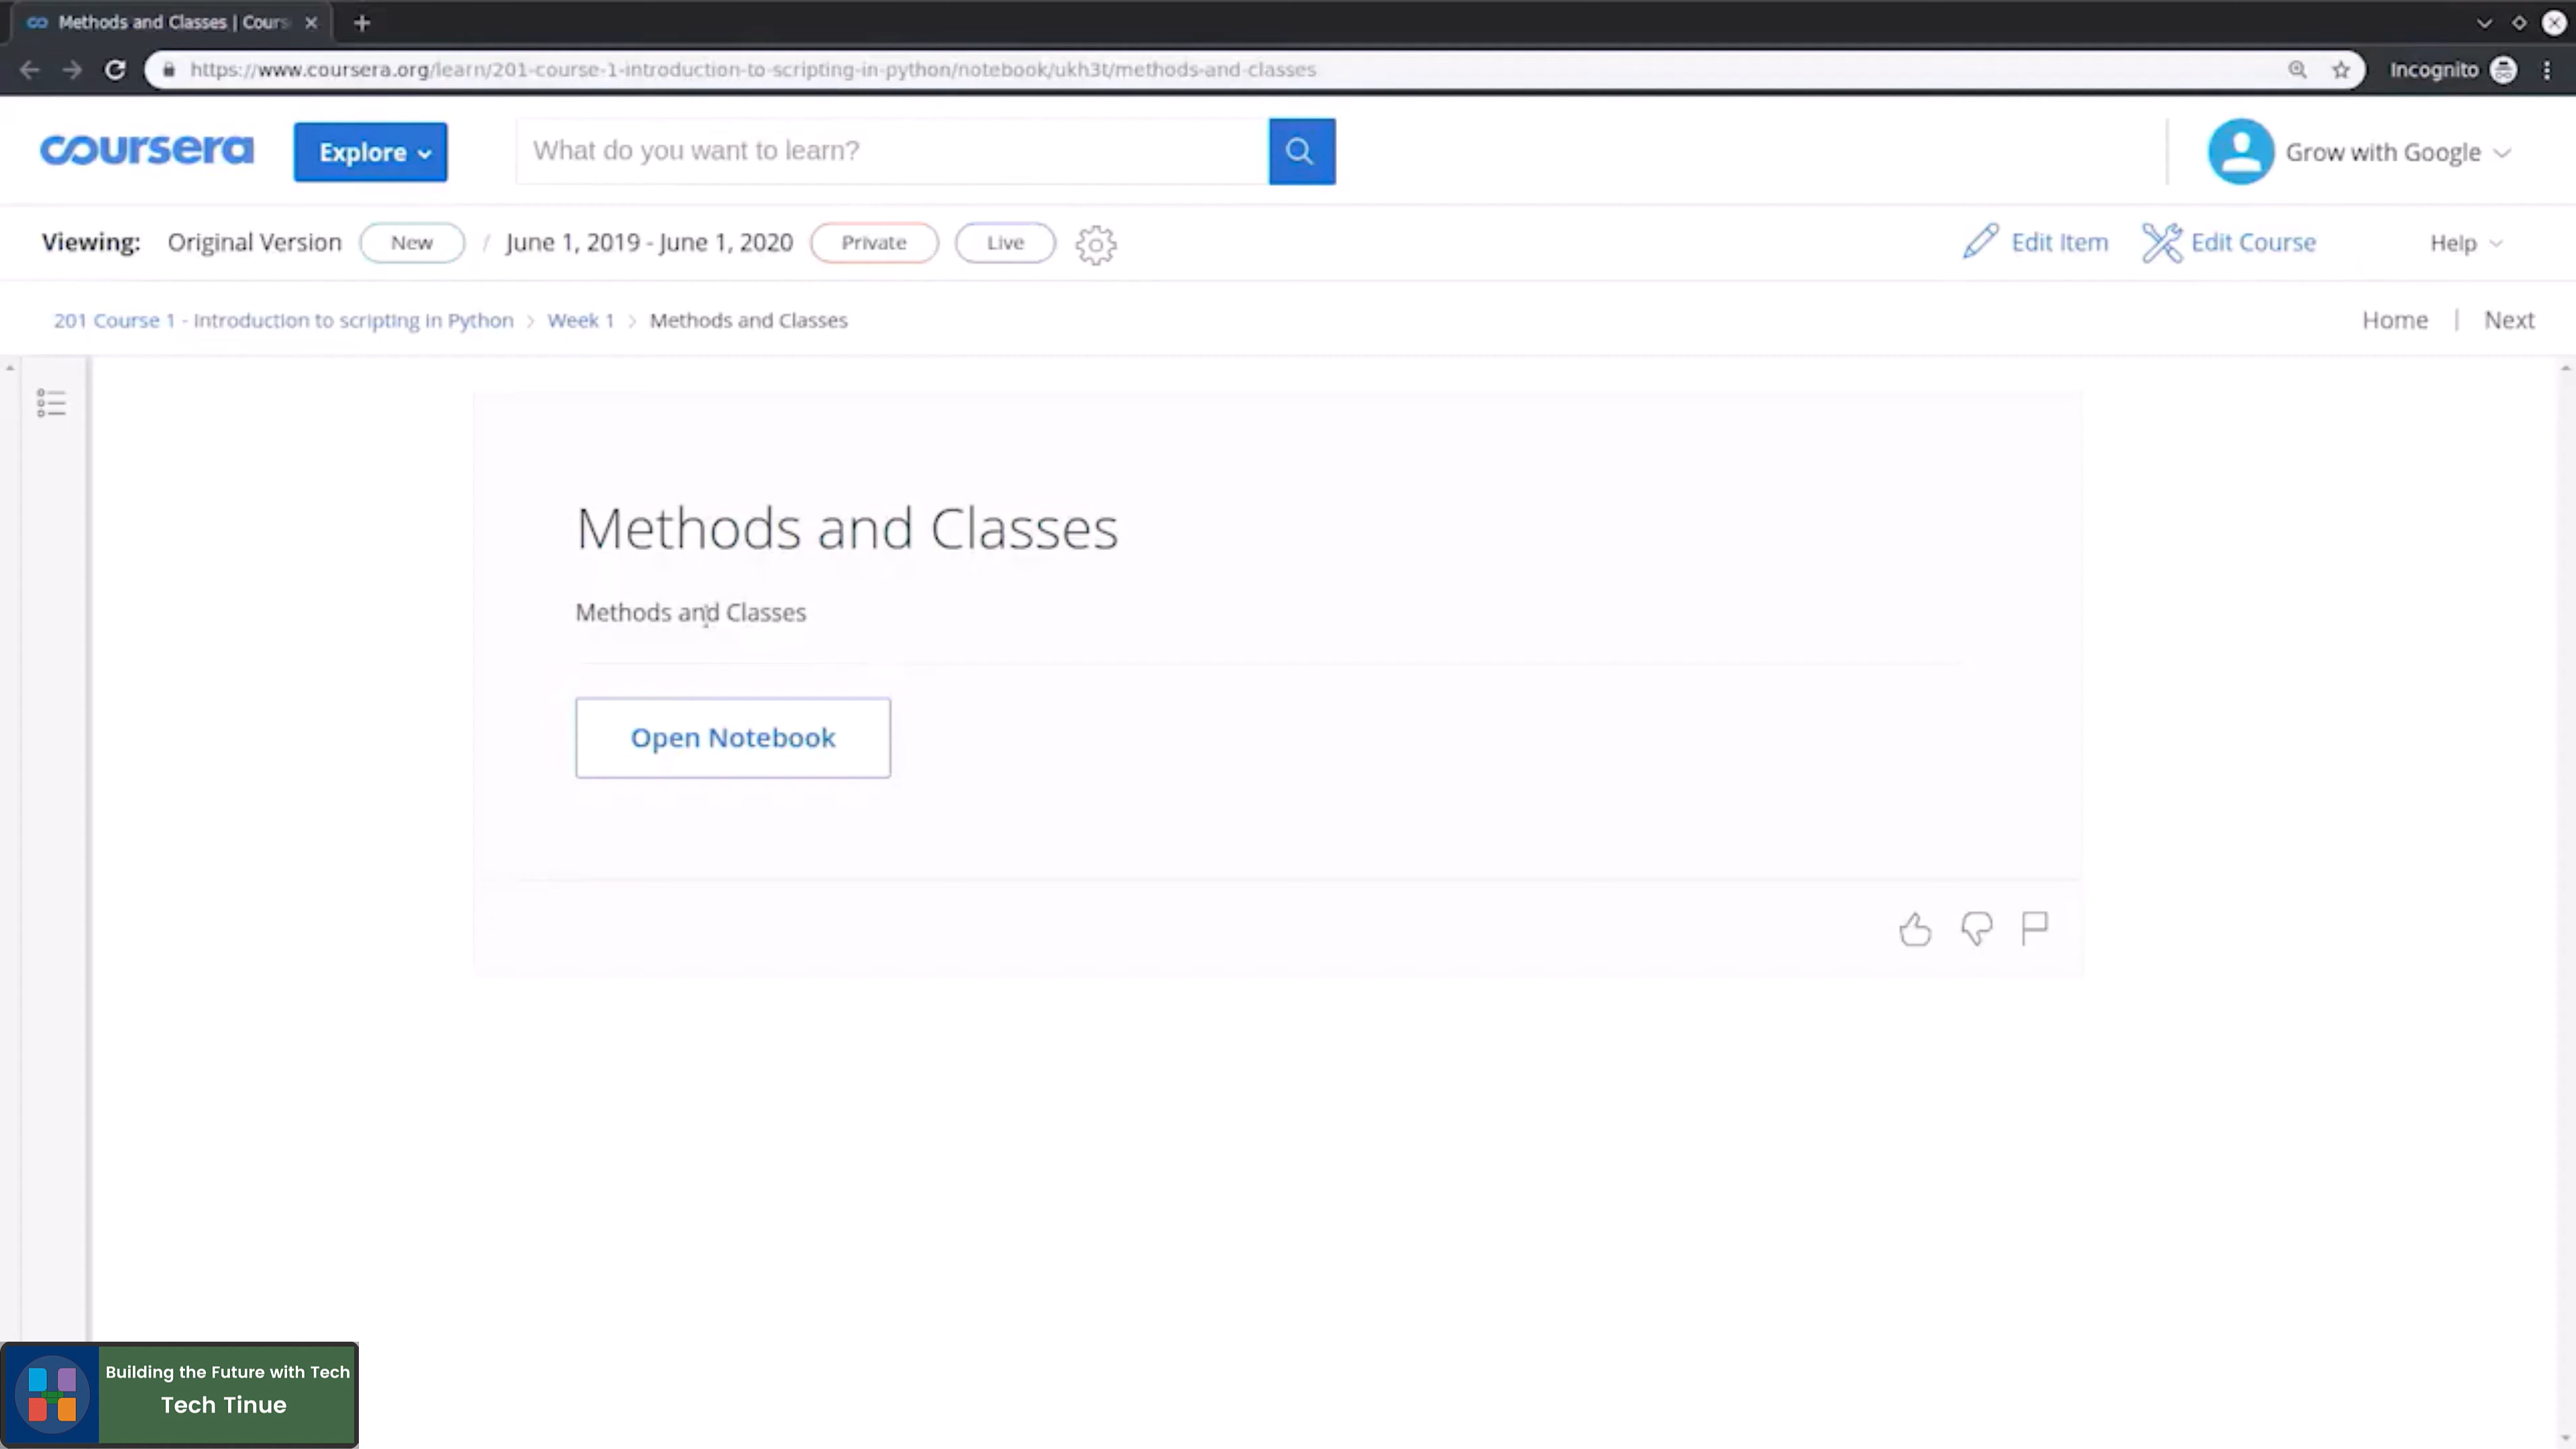 Methods and Classes | Cours
https://www.coursera.org/learn/201-course-1-introduction-to-scripting-in-python/notebook/ukh3t/methods-and-classes
Incognito
coursera
Explore
What do you want to learn?
Grow with Google
Viewing: Original Version New / June 1, 2019 - June 1, 2020 Private Live
Edit Item
Edit Course
Help
201 Course 1 - Introduction to scripting in Python > Week 1 > Methods and Classes
Home | Next
Methods and Classes
Methods and Classes
Open Notebook
Building the Future with Tech
Tech Tinue